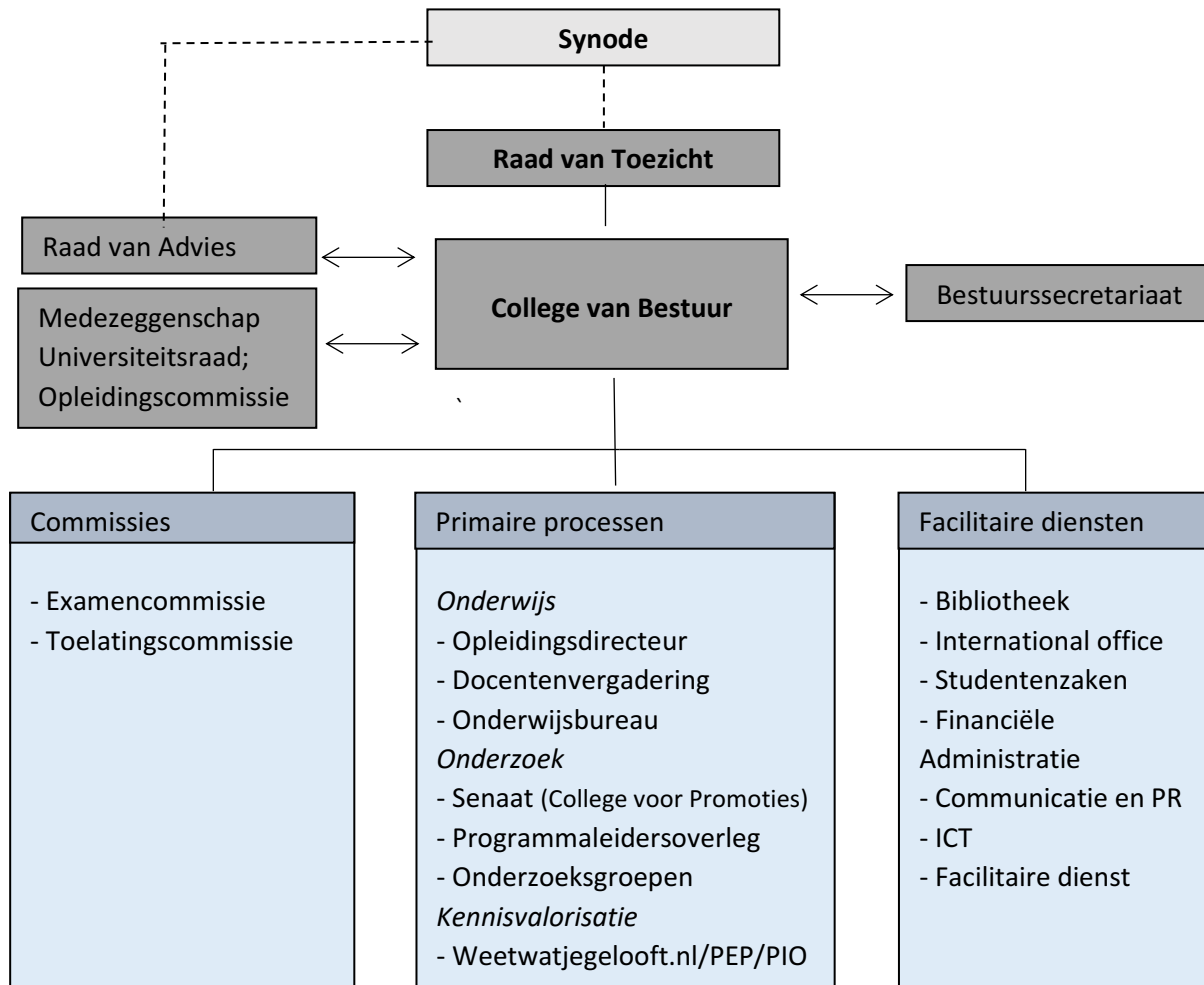 Synode
Raad van Toezicht
Raad van Advies
College van Bestuur
Bestuurssecretariaat
Medezeggenschap
Universiteitsraad;
Opleidingscommissie
`
Commissies
- Examencommissie
- Toelatingscommissie
Primaire processen
Onderwijs
- Opleidingsdirecteur
- Docentenvergadering
- Onderwijsbureau
Onderzoek
- Senaat (College voor Promoties)
- Programmaleidersoverleg
- Onderzoeksgroepen
Kennisvalorisatie
- Weetwatjegelooft.nl/PEP/PIO
Facilitaire diensten
- Bibliotheek
- International office
- Studentenzaken
- Financiële
Administratie
- Communicatie en PR
- ICT
- Facilitaire dienst